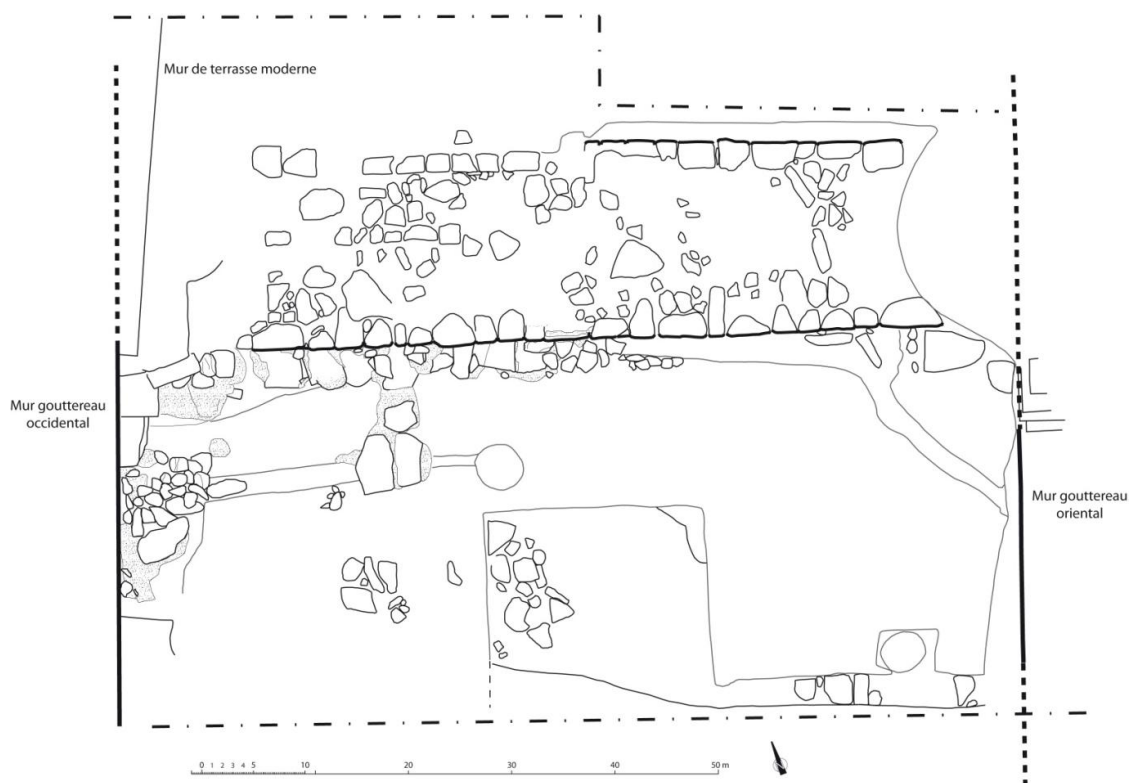 Mur de terrasse moderne
Mur gouttereau
occidental
Mur gouttereau
oriental
0 1 2 3 4 5 10 20 30 40 50 m